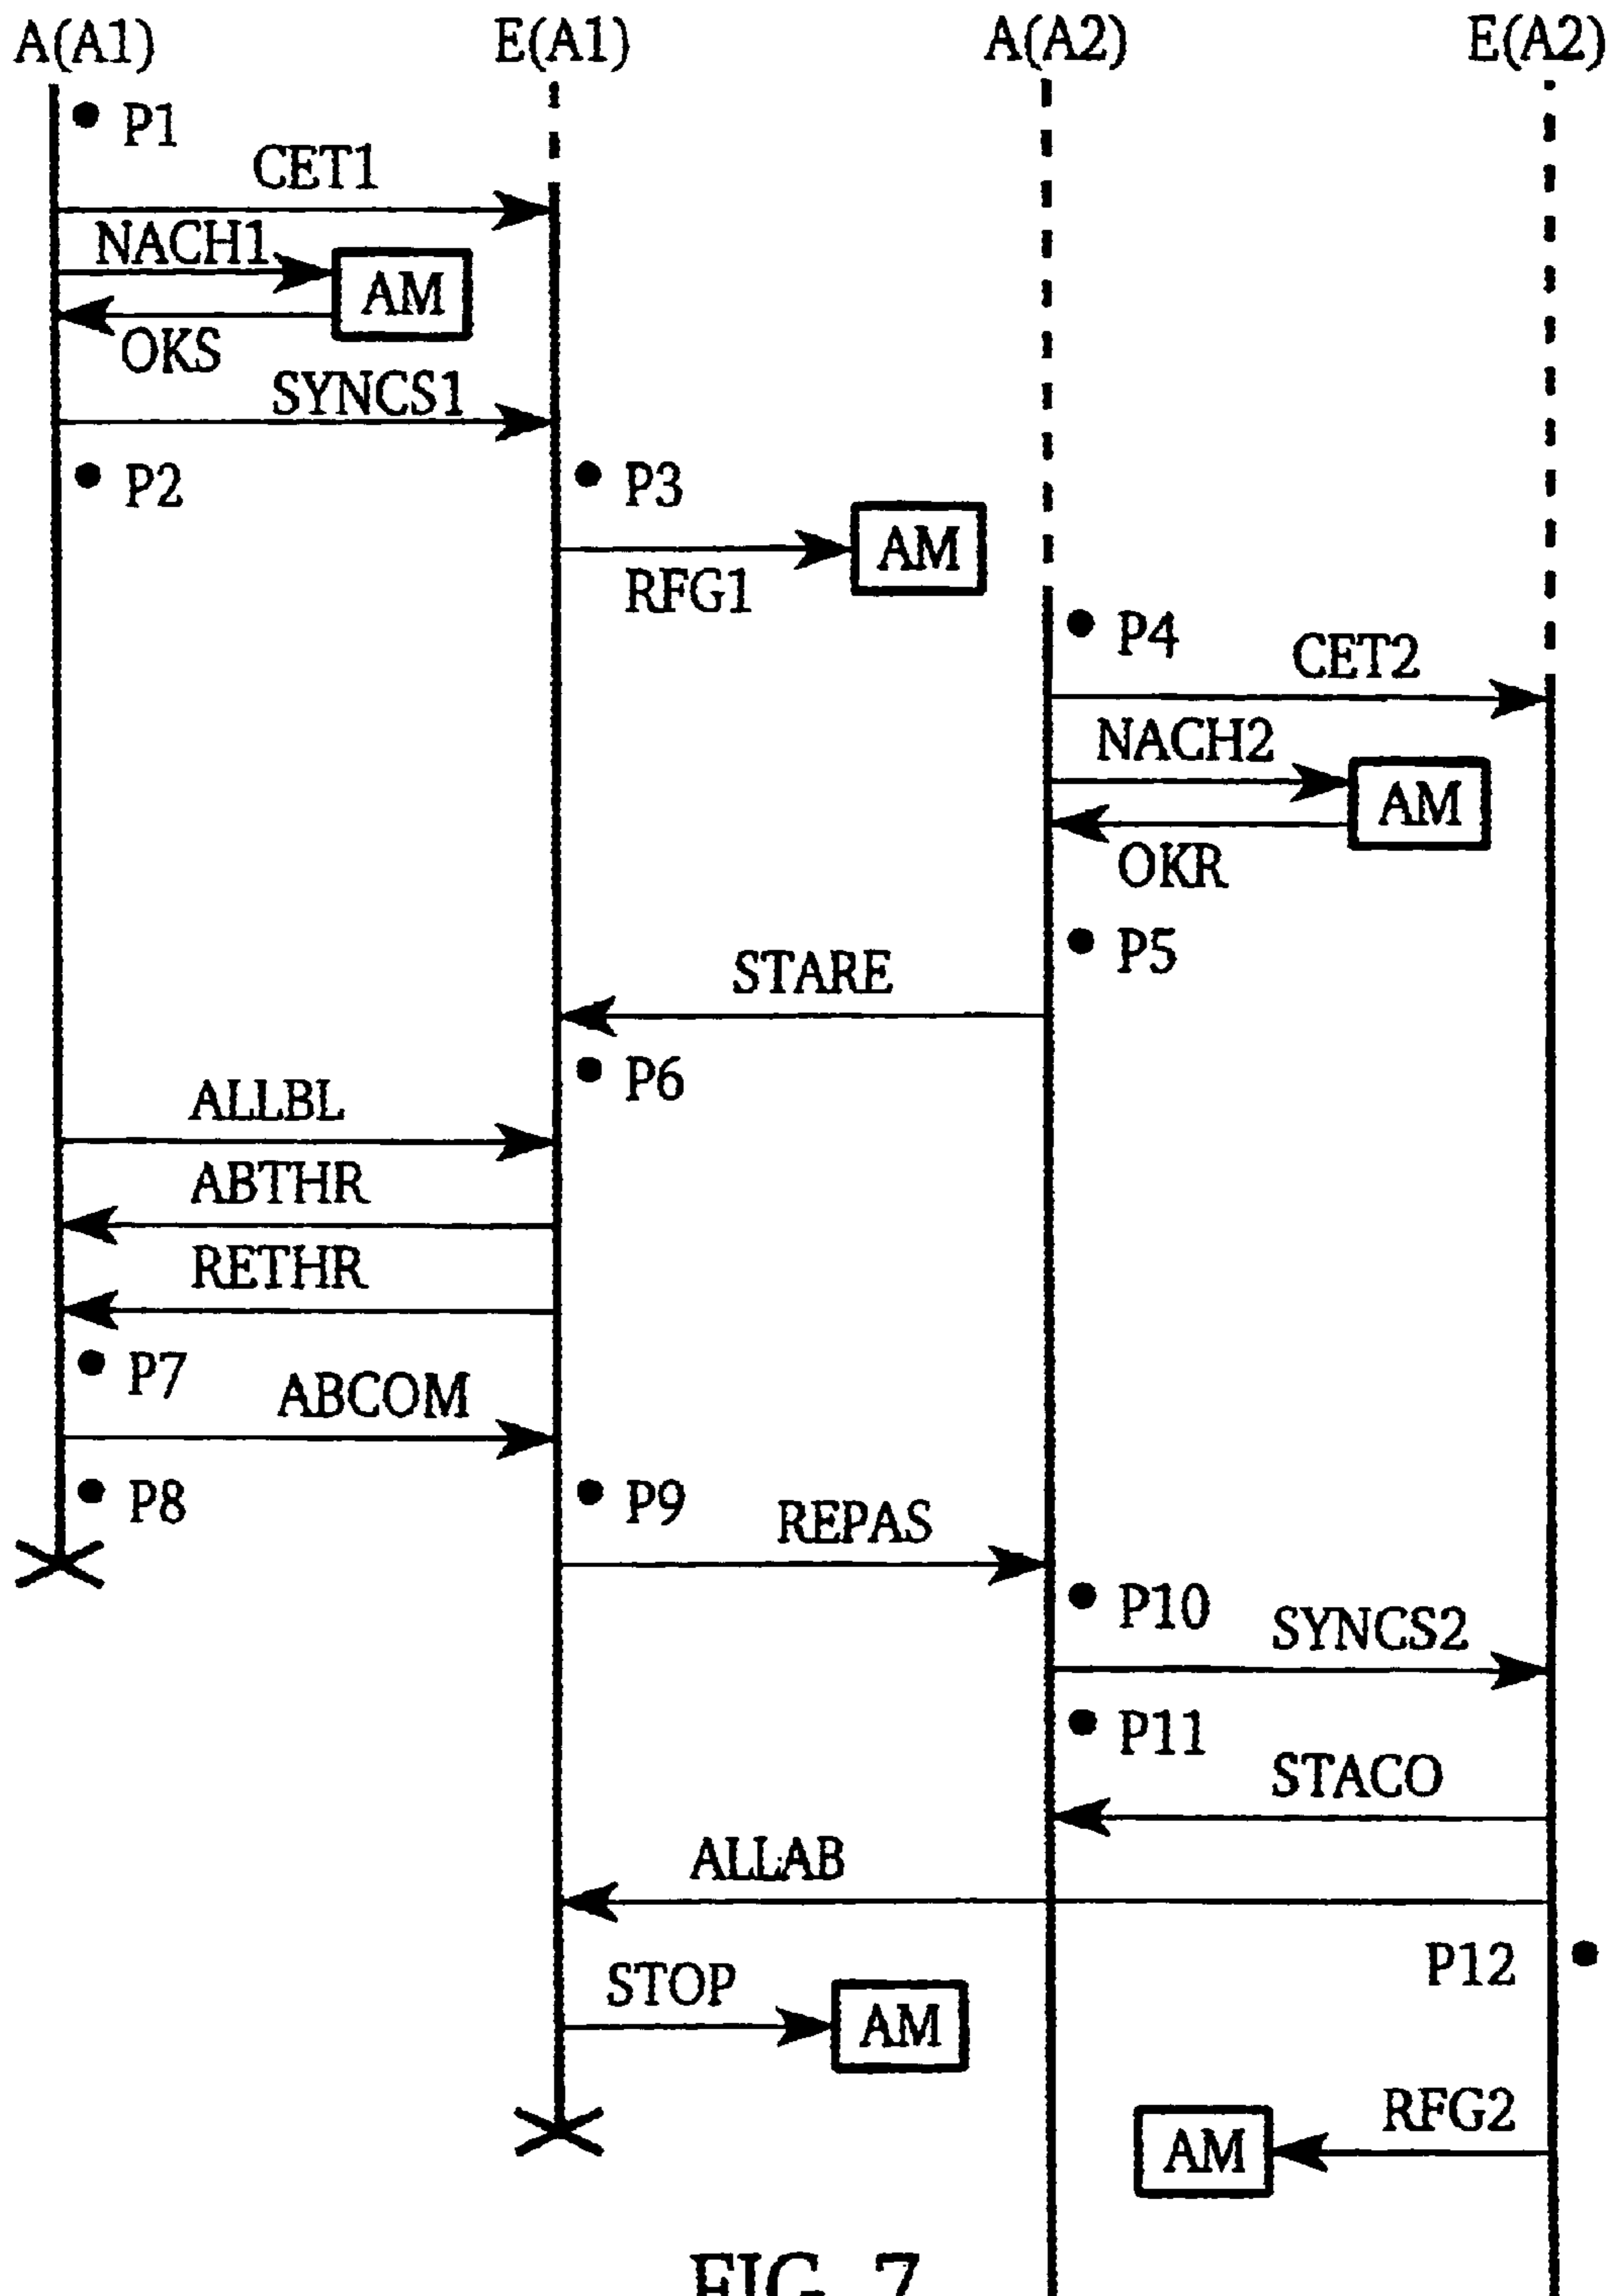 A(A1) E(A1) A(A2) E(A2)
P1
CET1
NACH1
AM
OKS
SYNCS1
P2
P3
AM
RFG1
P4
CET2
NACH2
AM
OKR
P5
STARE
P6
ALLBL
ABTHR
RETHR
P7
ABCOM
P8
P9
REPAS
P10
SYNCS2
P11
STACO
ALLAB
P12
STOP
AM
RFG2
AM
FIG. 7